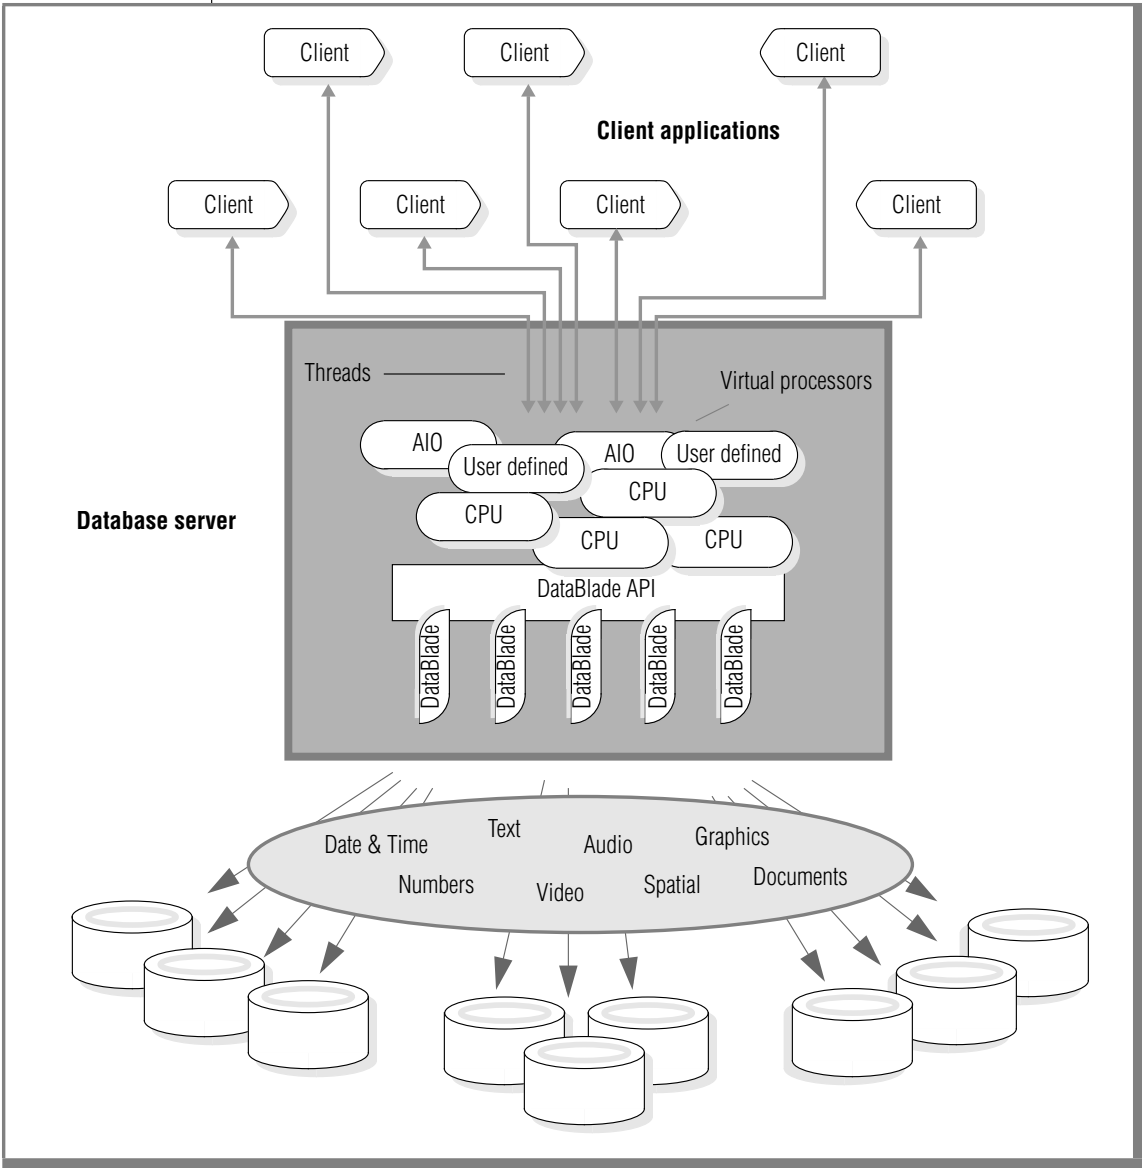 Client
Client
Client
Client applications
Client
Client
Client
Client
Threads
Virtual processors
AIO
User defined
AIO
User defined
CPU
CPU
CPU
CPU
Database server
DataBlade API
DataBlade
DataBlade
DataBlade
DataBlade
DataBlade
Date & Time
Text
Audio
Graphics
Numbers
Video
Spatial
Documents